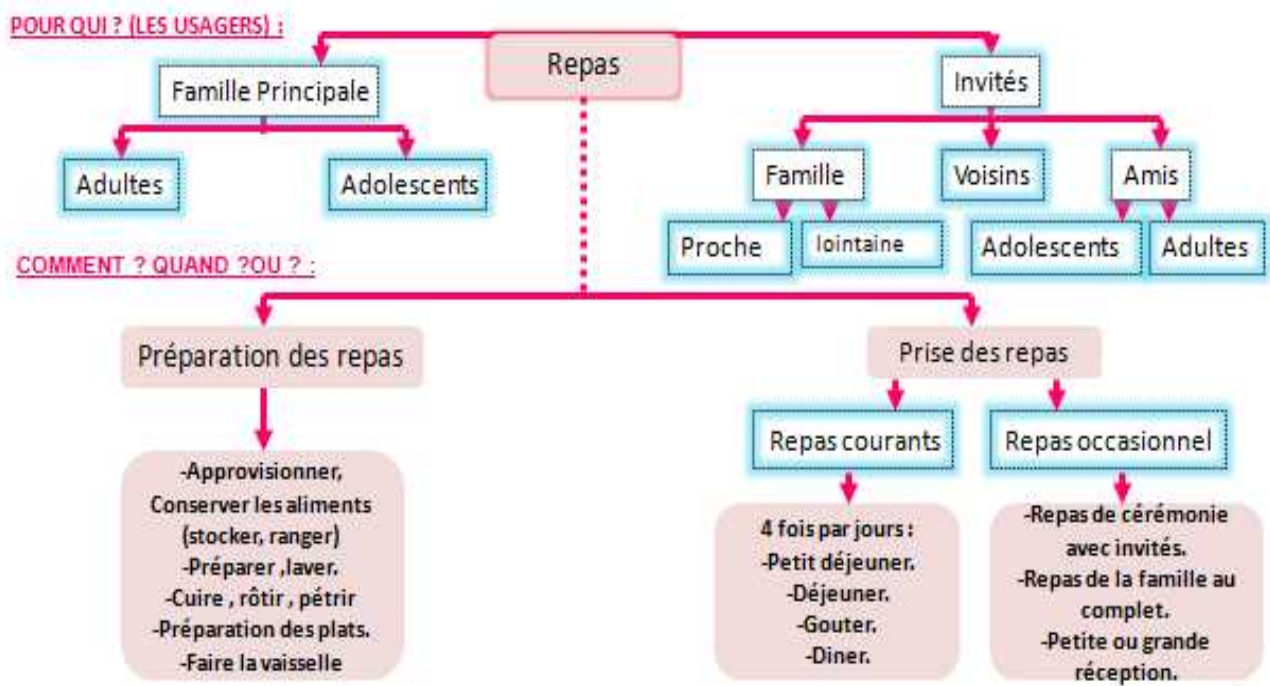 POUR QUI ? (LES USAGERS) :
Repas
Famille Principale
Invités
Adultes
Adolescents
Famille
Voisins
Amis
Proche
lointaine
Adolescents
Adultes
COMMENT ? QUAND ?OU ? :
Préparation des repas
Prise des repas
Repas courants
Repas occasionnel
-Approvisionner,
Conserver les aliments
(stocker, ranger)
-Préparer ,laver.
-Cuire , rôtir , pétrir
-Préparation des plats.
-Faire la vaisselle
4 fois par jours :
-Petit déjeuner.
-Déjeuner.
-Gouter.
-Diner.
-Repas de cérémonie
avec invités.
-Repas de la famille au
complet.
-Petite ou grande
réception.